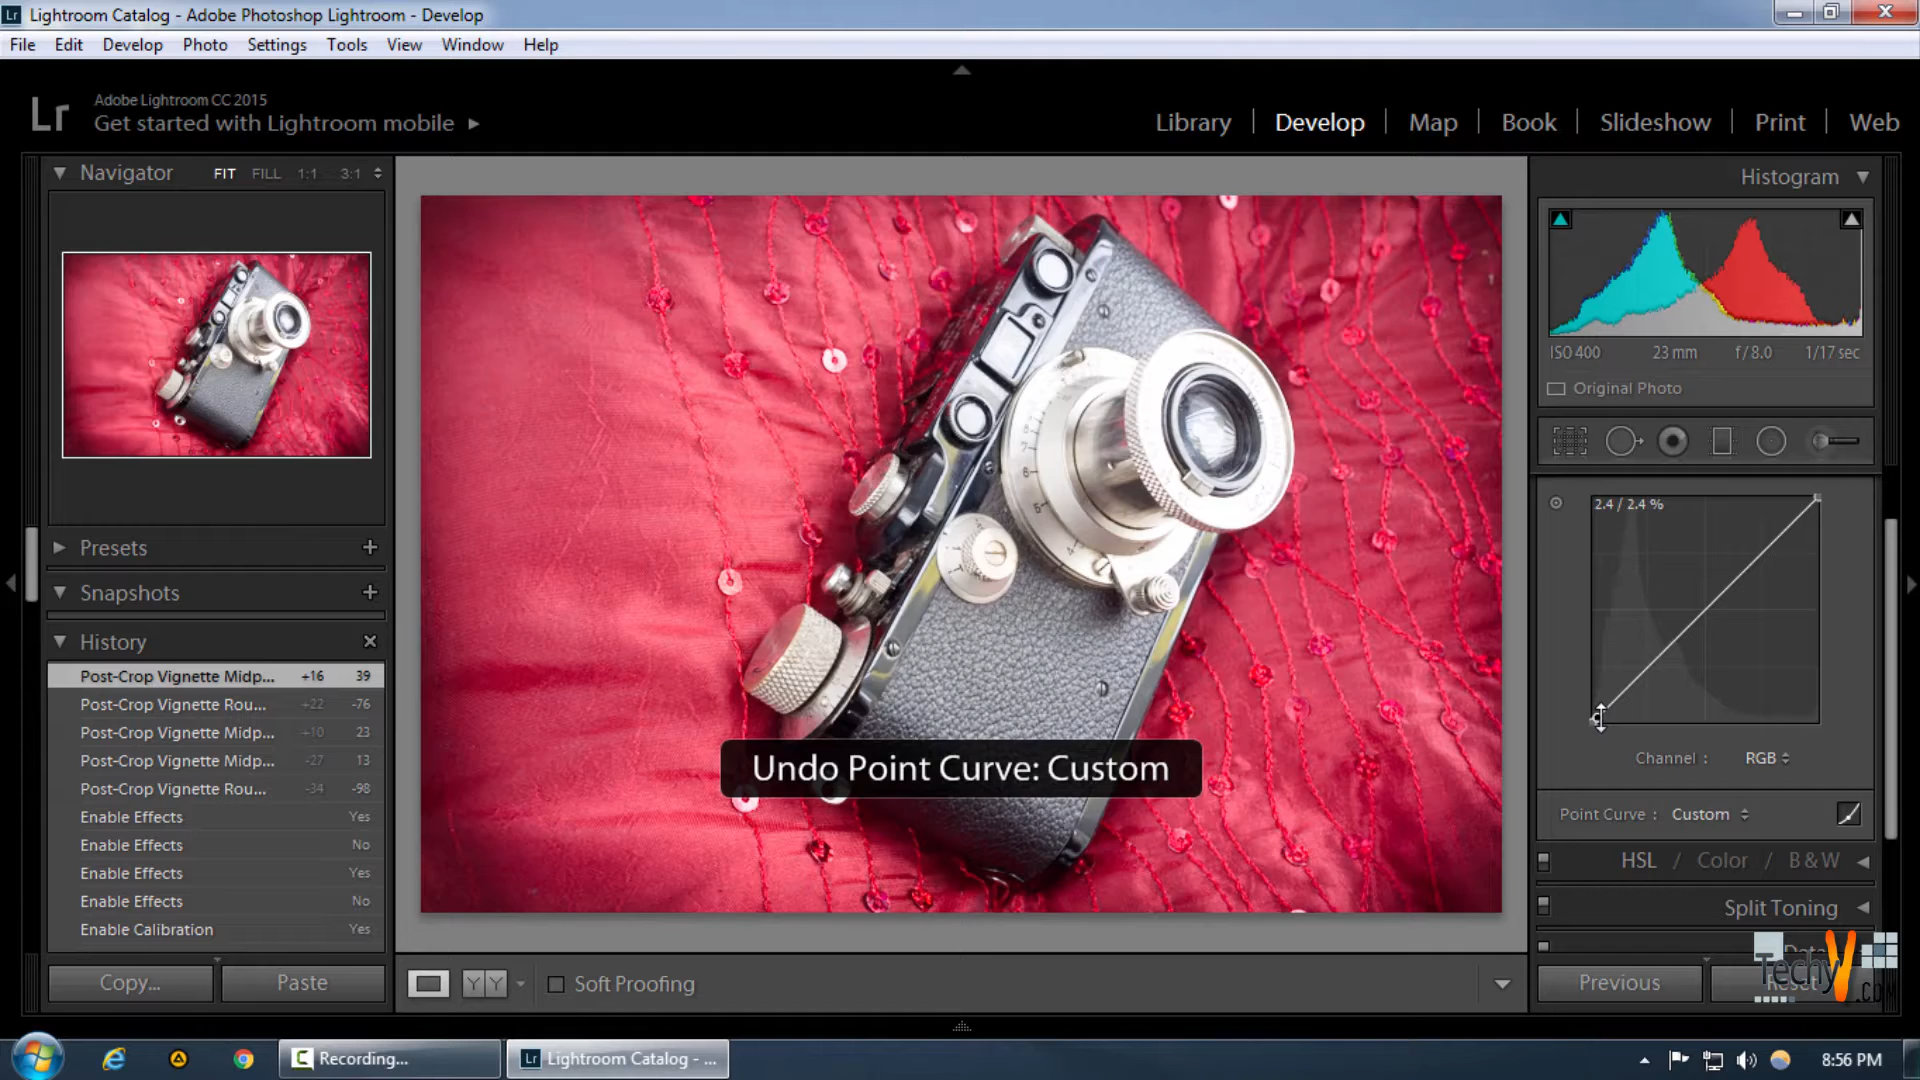 Lightroom Catalog - Adobe Photoshop Lightroom - Develop
File Edit Develop Photo Settings Tools View Window Help
Lr
Adobe Lightroom CC 2015
Get started with Lightroom mobile
Library Develop Map Book Slideshow Print Web
Navigator FIT FILL 1:1 3:1
Presets
Snapshots
History
Post-Crop Vignette Midp... +16 39
Post-Crop Vignette Rou... +22 -76
Post-Crop Vignette Midp... +10 23
Post-Crop Vignette Midp... -27 13
Post-Crop Vignette Rou... -34 -98
Enable Effects Yes
Enable Effects No
Enable Effects Yes
Enable Effects No
Enable Calibration Yes
Copy... Paste
Undo Point Curve: Custom
YY
Soft Proofing
Histogram
ISO 400 23 mm f / 8.0 1/17 sec
Original Photo
2.4 / 2.4 %
Channel : RGB
Point Curve : Custom
HSL / Color / B & W
Split Toning
Previous Reset
TechyV.com
Recording...
Lr Lightroom Catalog - ...
8:56 PM